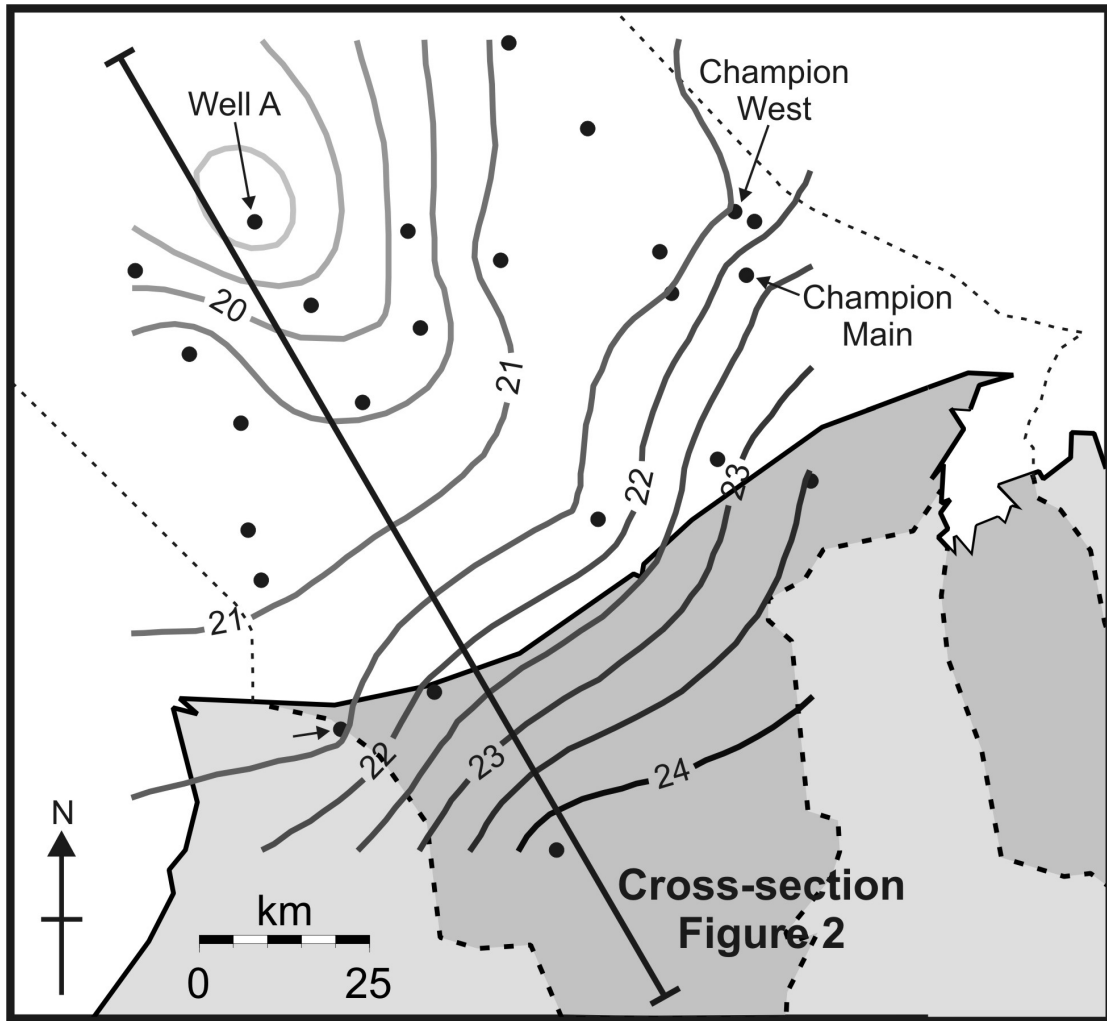 Champion
West
Well A
20
Champion
Main
21
22
23
21
22
23
24
N
km
0 25
Cross-section
Figure 2